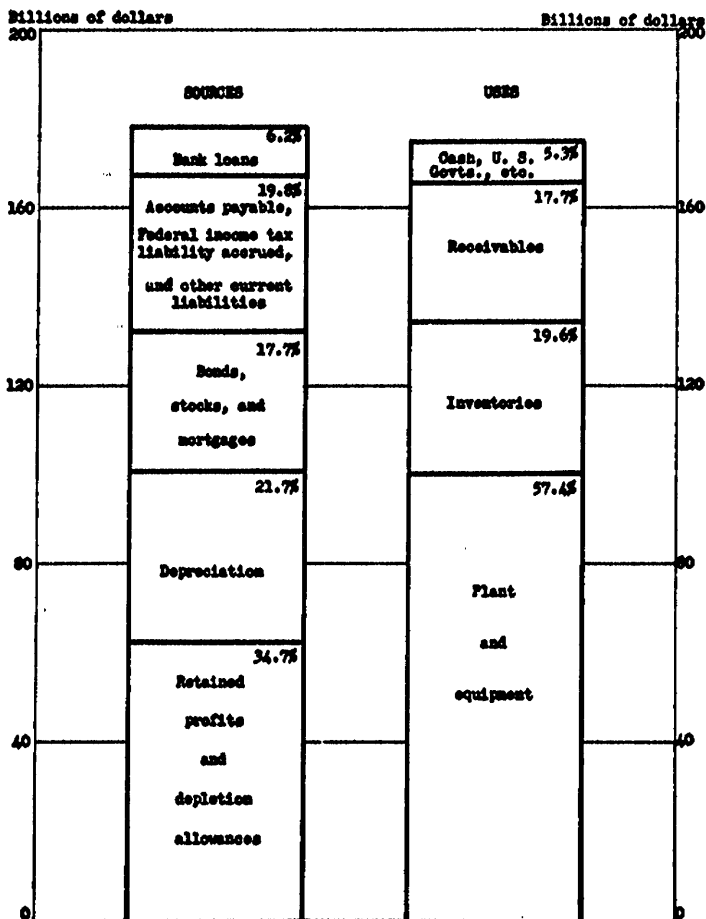 Billions of dollars
Billions of dollars
200
200
SOURCES
USES
6.2%
Bank loans
19.8%
Accounts payable,
Federal income tax
liability accrued,
and other current
liabilities
17.7%
Bonds,
stocks, and
mortgages
21.7%
Depreciation
34.7%
Retained
profits
and
depletion
allowances
5.3%
Cash, U. S.
Govts., etc.
17.7%
Receivables
19.6%
Inventories
57.4%
Plant
and
equipment
160
160
120
120
80
80
40
40
0
0